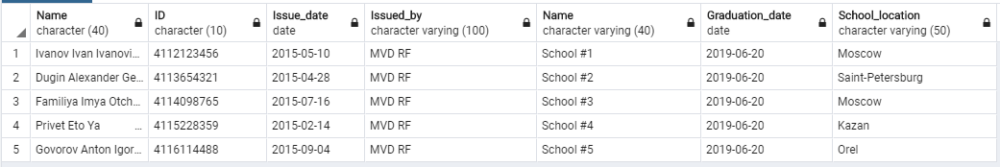 Name ID Issue_date Issued_by Name Graduation_date School_location
character (40) character (10) date character varying (100) character varying (40) date character varying (50)
1 Ivanov Ivan Ivanovi... 4112123456 2015-05-10 MVD RF School #1 2019-06-20 Moscow
2 Dugin Alexander Ge... 4113654321 2015-04-28 MVD RF School #2 2019-06-20 Saint-Petersburg
3 Familiya Imya Otch... 4114098765 2015-07-16 MVD RF School #3 2019-06-20 Moscow
4 Privet Eto Ya ... 4115228359 2015-02-14 MVD RF School #4 2019-06-20 Kazan
5 Govorov Anton Igor... 4116114488 2015-09-04 MVD RF School #5 2019-06-20 Orel